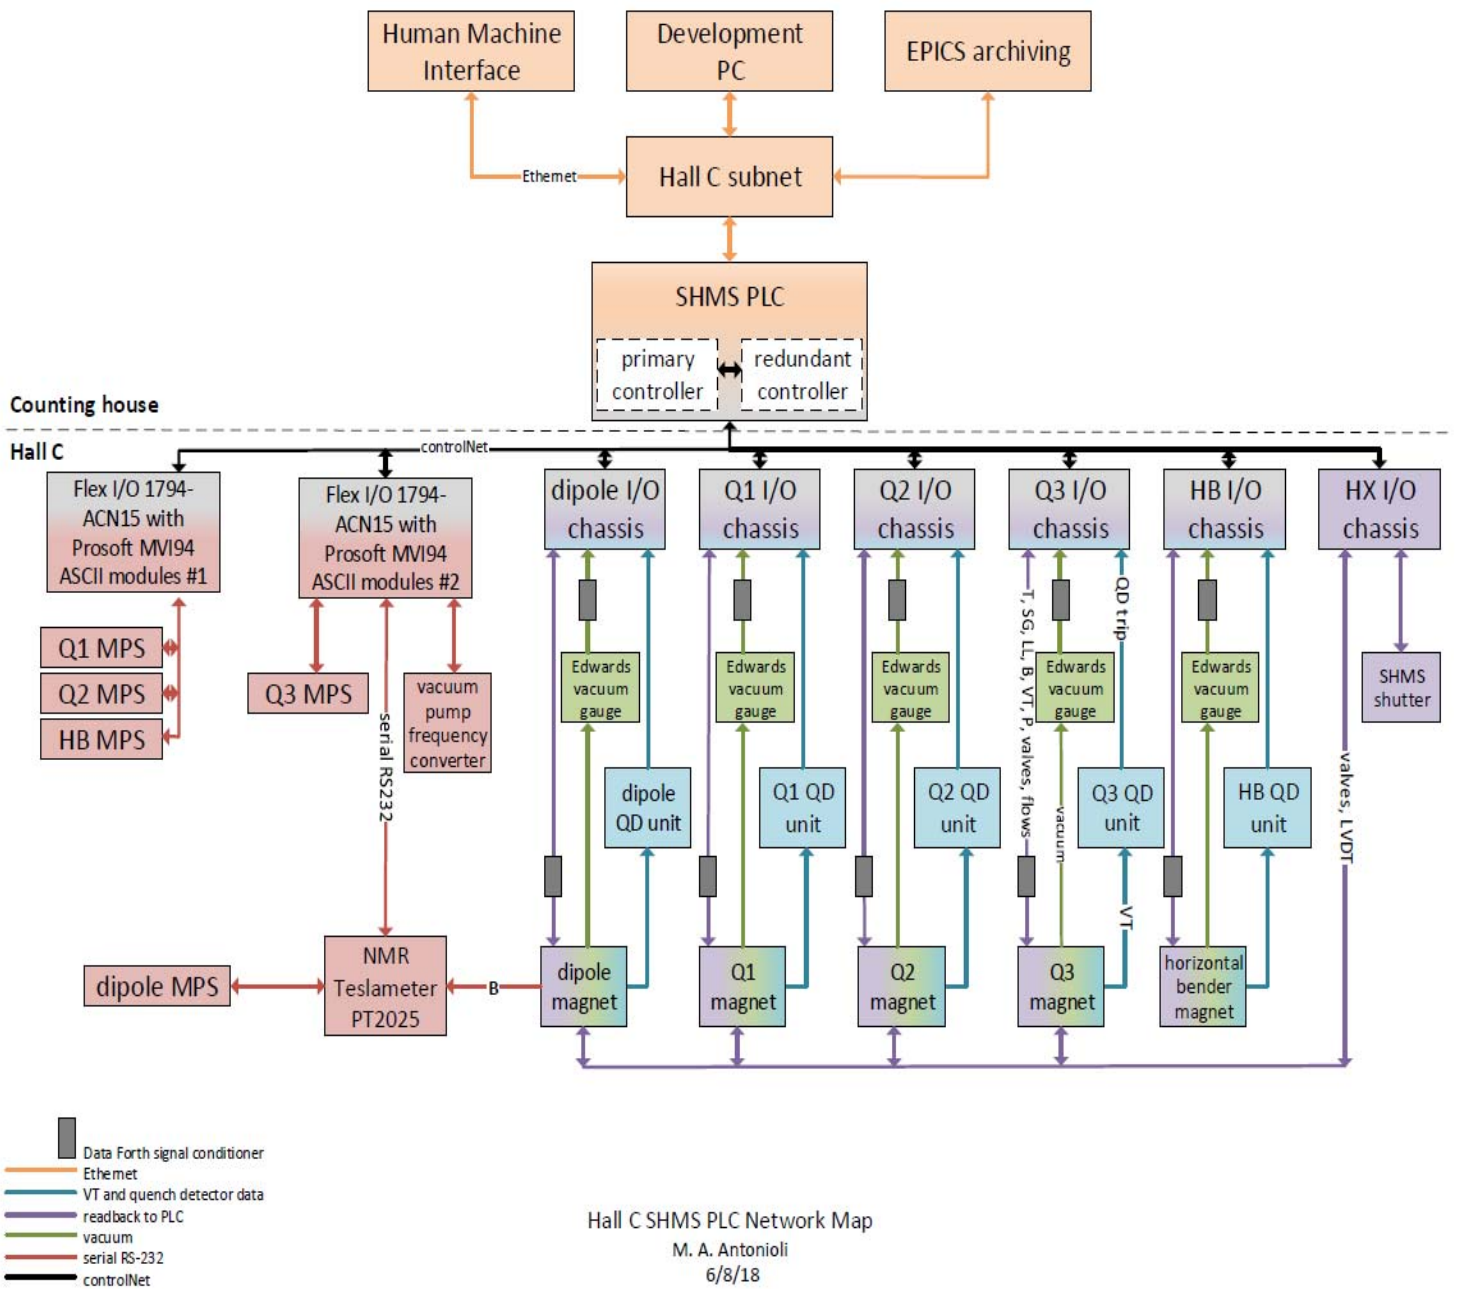 Human Machine
Interface
Development
PC
EPICS archiving
Ethernet
Hall C subnet
SHMS PLC
primary
controller
redundant
controller
Counting house
Hall C
controlNet
Flex I/O 1794-
ACN15 with
Prosoft MVI94
ASCII modules #1
Flex I/O 1794-
ACN15 with
Prosoft MVI94
ASCII modules #2
dipole I/O
chassis
Q1 I/O
chassis
Q2 I/O
chassis
Q3 I/O
chassis
HB I/O
chassis
HX I/O
chassis
Q1 MPS
Q2 MPS
HB MPS
Q3 MPS
vacuum
pump
frequency
converter
serial RS232
Edwards
vacuum
gauge
Edwards
vacuum
gauge
Edwards
vacuum
gauge
T, SG, LL, B, VT, P, valves, flows
Edwards
vacuum
gauge
QD trip
Edwards
vacuum
gauge
SHMS
shutter
dipole
QD unit
Q1 QD
unit
Q2 QD
unit
vacuum
Q3 QD
unit
HB QD
unit
valves, LVDT
VT
dipole MPS
NMR
Teslameter
PT2025
B
dipole
magnet
Q1
magnet
Q2
magnet
Q3
magnet
horizontal
bender
magnet
Data Forth signal conditioner
Ethernet
VT and quench detector data
readback to PLC
vacuum
serial RS-232
controlNet
Hall C SHMS PLC Network Map
M. A. Antonioli
6/8/18